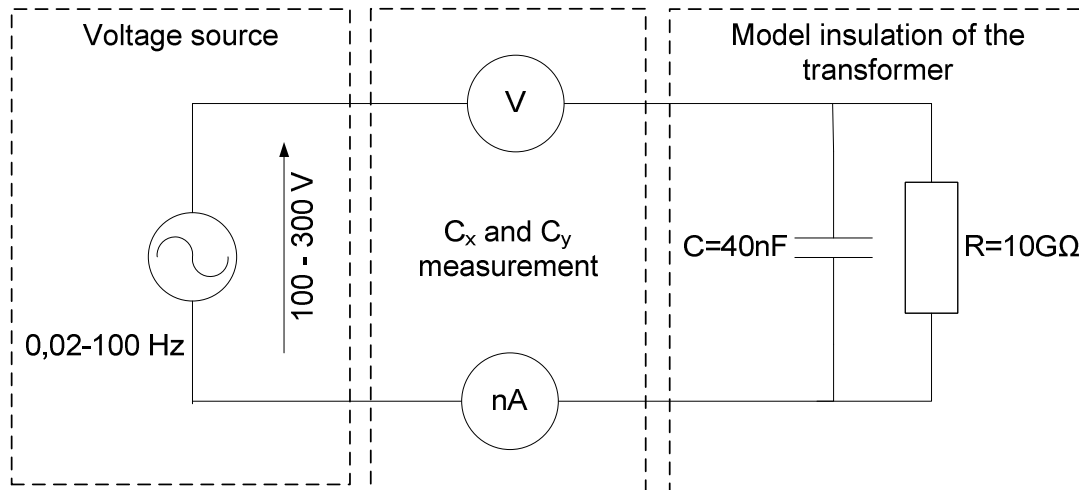 Voltage source
100 - 300 V
0,02-100 Hz
V
Cx and Cy
measurement
nA
Model insulation of the
transformer
C=40nF
R=10GΩ